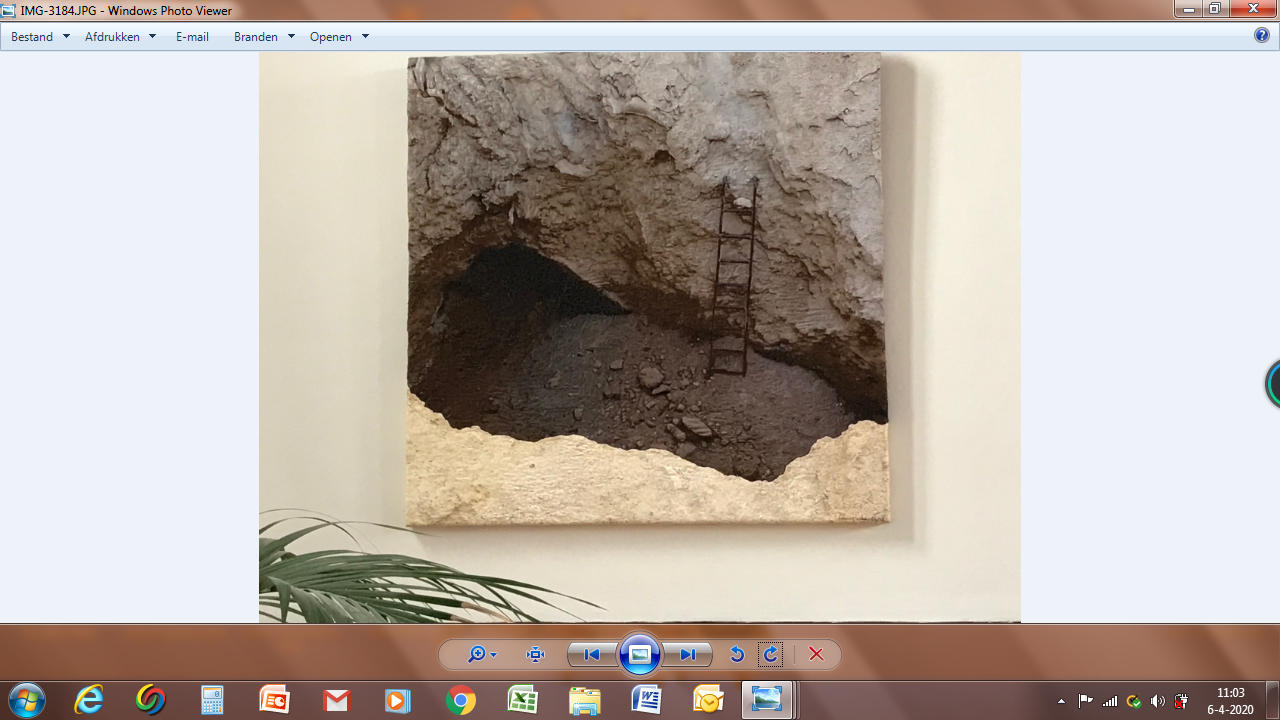 IMG-3184.JPG - Windows Photo Viewer
Bestand Afdrukken E-mail Branden Openen
11:03
6-4-2020